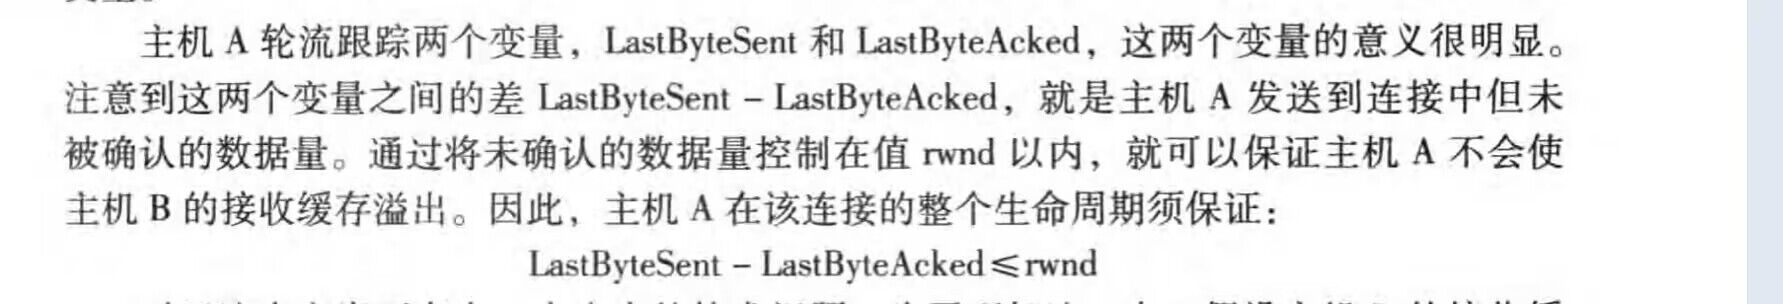 主机 A 轮流跟踪两个变量，LastByteSent 和 LastByteAcked，这两个变量的意义很明显。
注意到这两个变量之间的差 LastByteSent – LastByteAcked，就是主机 A 发送到连接中但未
被确认的数据量。通过将未确认的数据量控制在值 rwnd 以内，就可以保证主机 A 不会使
主机 B 的接收缓存溢出。因此，主机 A 在该连接的整个生命周期须保证：
LastByteSent – LastByteAcked≤rwnd